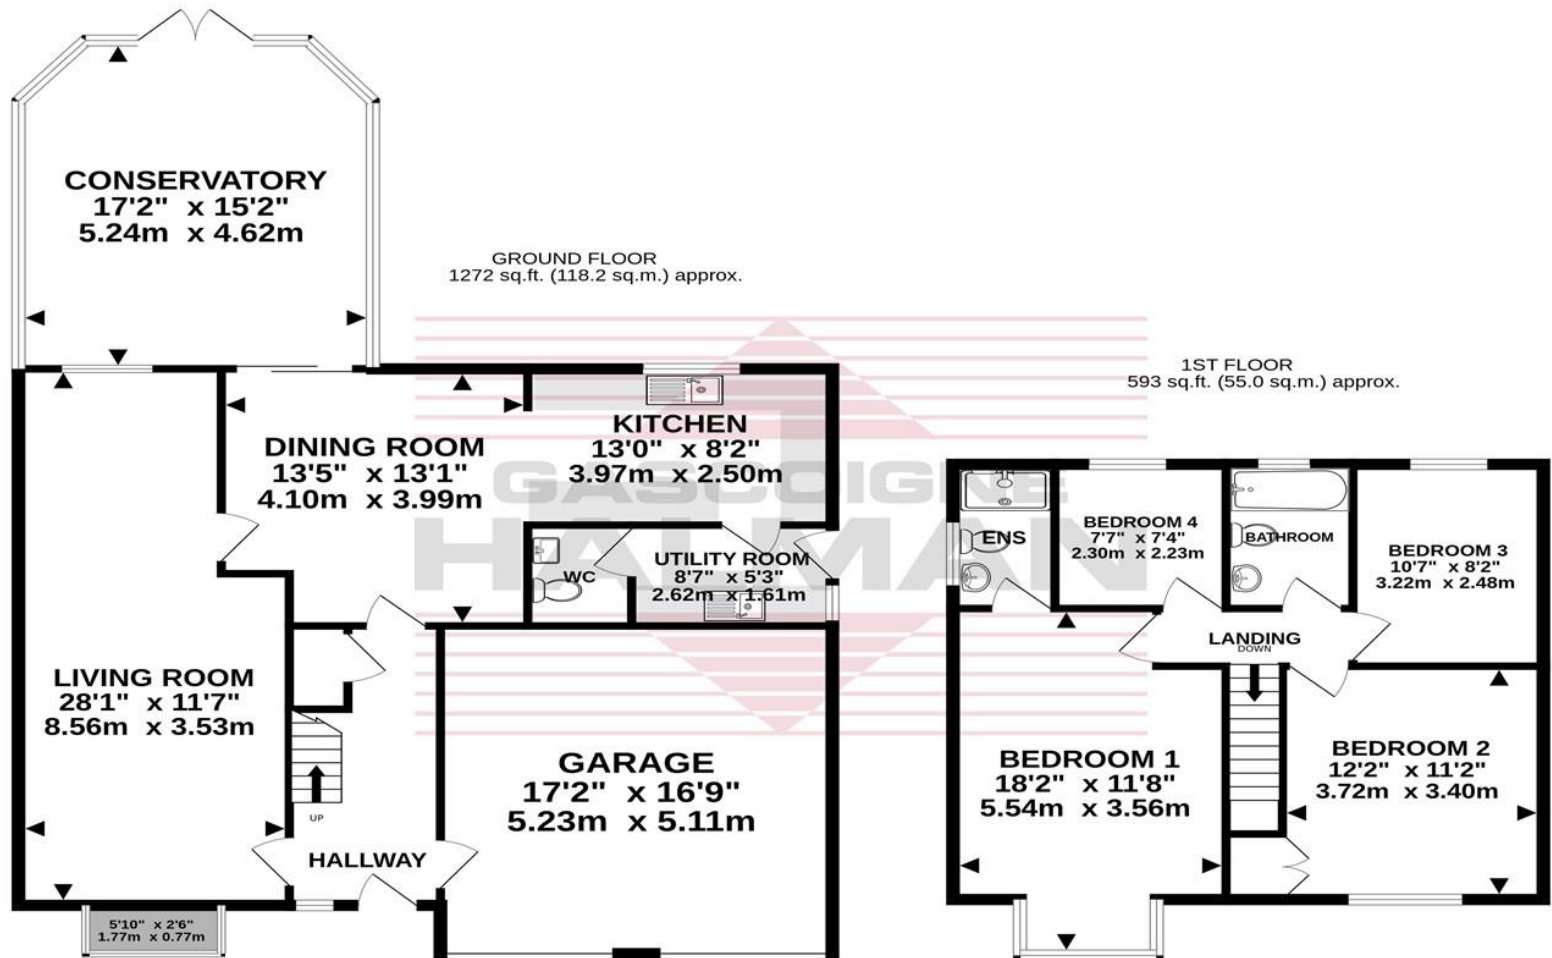 CONSERVATORY
17'2" x 15'2"
5.24m x 4.62m
GROUND FLOOR
1272 sq.ft. (118.2 sq.m.) approx.
1ST FLOOR
593 sq.ft. (55.0 sq.m.) approx.
KITCHEN
13'0" x 8'2"
3.97m x 2.50m
DINING ROOM
13'5" x 13'1"
4.10m x 3.99m
GASCOIGNE
HALMAN
UTILITY ROOM
8'7" x 5'3"
2.62m x 1.61m
WC
ENS
BEDROOM 4
7'7" x 7'4"
2.30m x 2.23m
BATHROOM
BEDROOM 3
10'7" x 8'2"
3.22m x 2.48m
LANDING
DOWN
LIVING ROOM
28'1" x 11'7"
8.56m x 3.53m
GARAGE
17'2" x 16'9"
5.23m x 5.11m
BEDROOM 1
18'2" x 11'8"
5.54m x 3.56m
BEDROOM 2
12'2" x 11'2"
3.72m x 3.40m
UP
HALLWAY
5'10" x 2'6"
1.77m x 0.77m